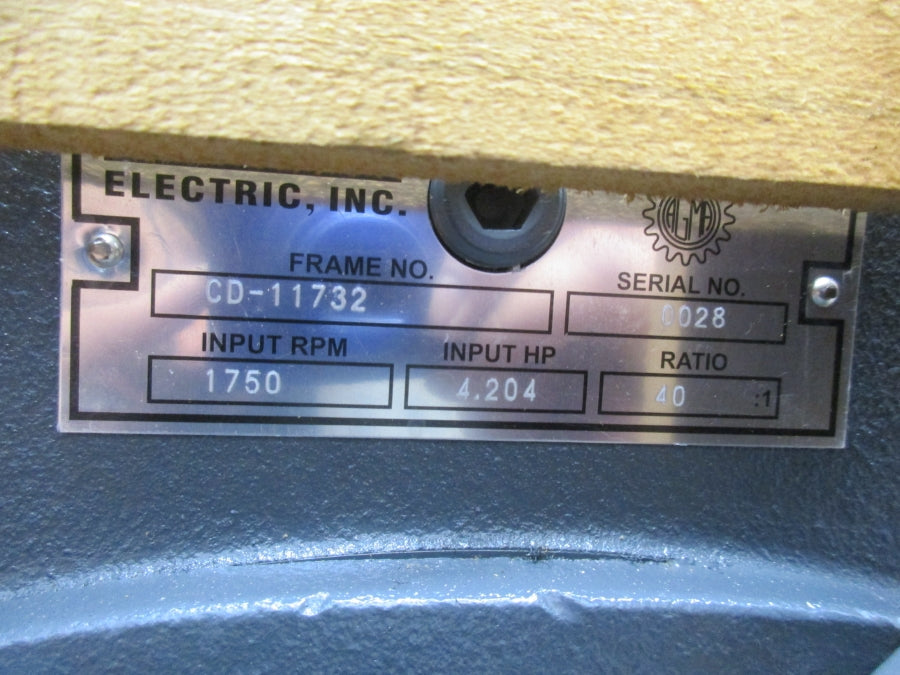 ELECTRIC, INC.
AGMA
FRAME NO.
CD-11732
SERIAL NO.
0028
INPUT RPM
1750
INPUT HP
4.204
RATIO
40 :1